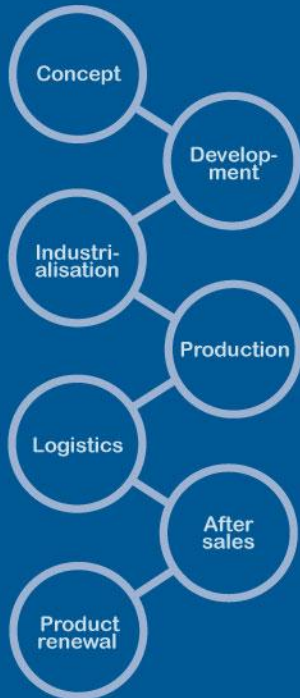 Concept
Develop-
ment
Industri-
alisation
Production
Logistics
After
sales
Product
renewal